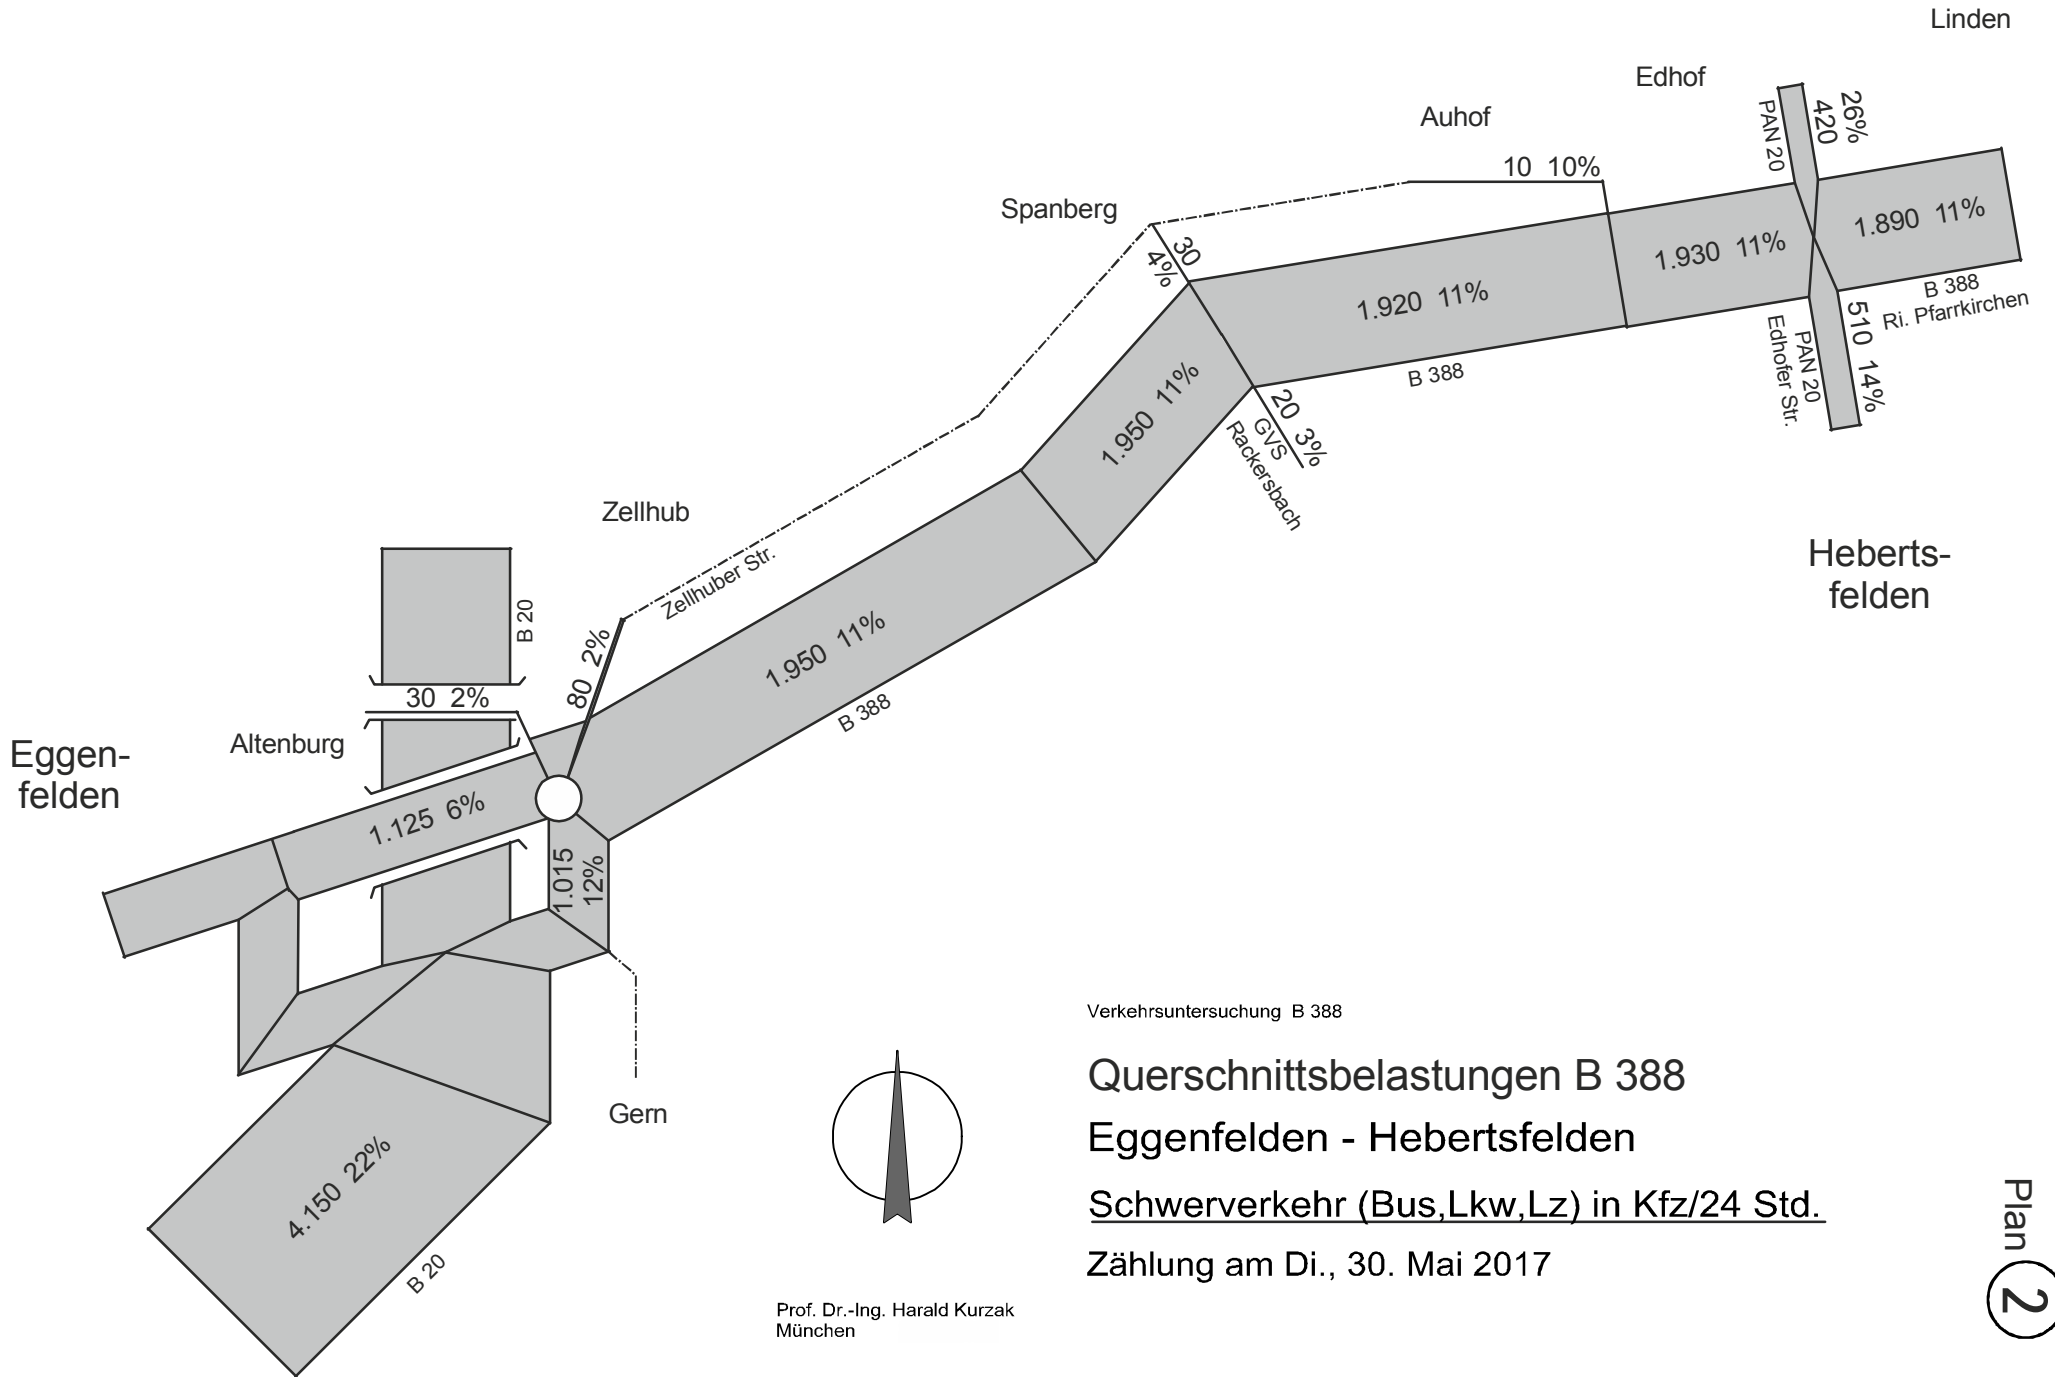 Linden
Edhof
Auhof
26%
420
PAN 20
10 10%
Spanberg
30
4%
1.890 11%
1.930 11%
1.920 11%
B 388
Ri. Pfarrkirchen
510 14%
PAN 20
Edhofer Str.
B 388
1.950 11%
20 3%
GVS
Rackersbach
Zellhub
Zellhuber Str.
Heberts-
felden
B 20
80 2%
1.950 11%
B 388
30 2%
Altenburg
Eggen-
felden
1.125 6%
1.015
12%
Gern
4.150 22%
B 20
Verkehrsuntersuchung B 388
Querschnittsbelastungen B 388
Eggenfelden - Hebertsfelden
Schwerverkehr (Bus,Lkw,Lz) in Kfz/24 Std.
Zählung am Di., 30. Mai 2017
Prof. Dr.-Ing. Harald Kurzak
München
Plan 2